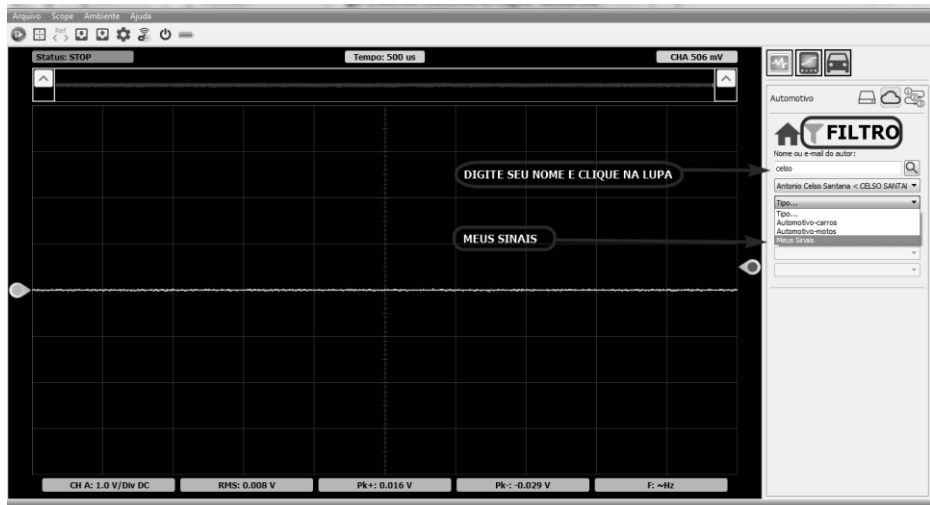 Arquivo Scope Ambiente Ajuda
Ref
Status: STOP
Tempo: 500 us
CHA 506 mV
Automotivo
FILTRO
Nome ou e-mail do autor:
celso
DIGITE SEU NOME E CLIQUE NA LUPA
Antonio Celso Santana < CELSO SANTAI
Tipo...
Tipo...
Automotivo-carros
Automotivo-motos
MEUS SINAIS
Meus Sinais
CH A: 1.0 V/Div DC
RMS: 0.008 V
Pk+: 0.016 V
Pk-: -0.029 V
F: ~Hz